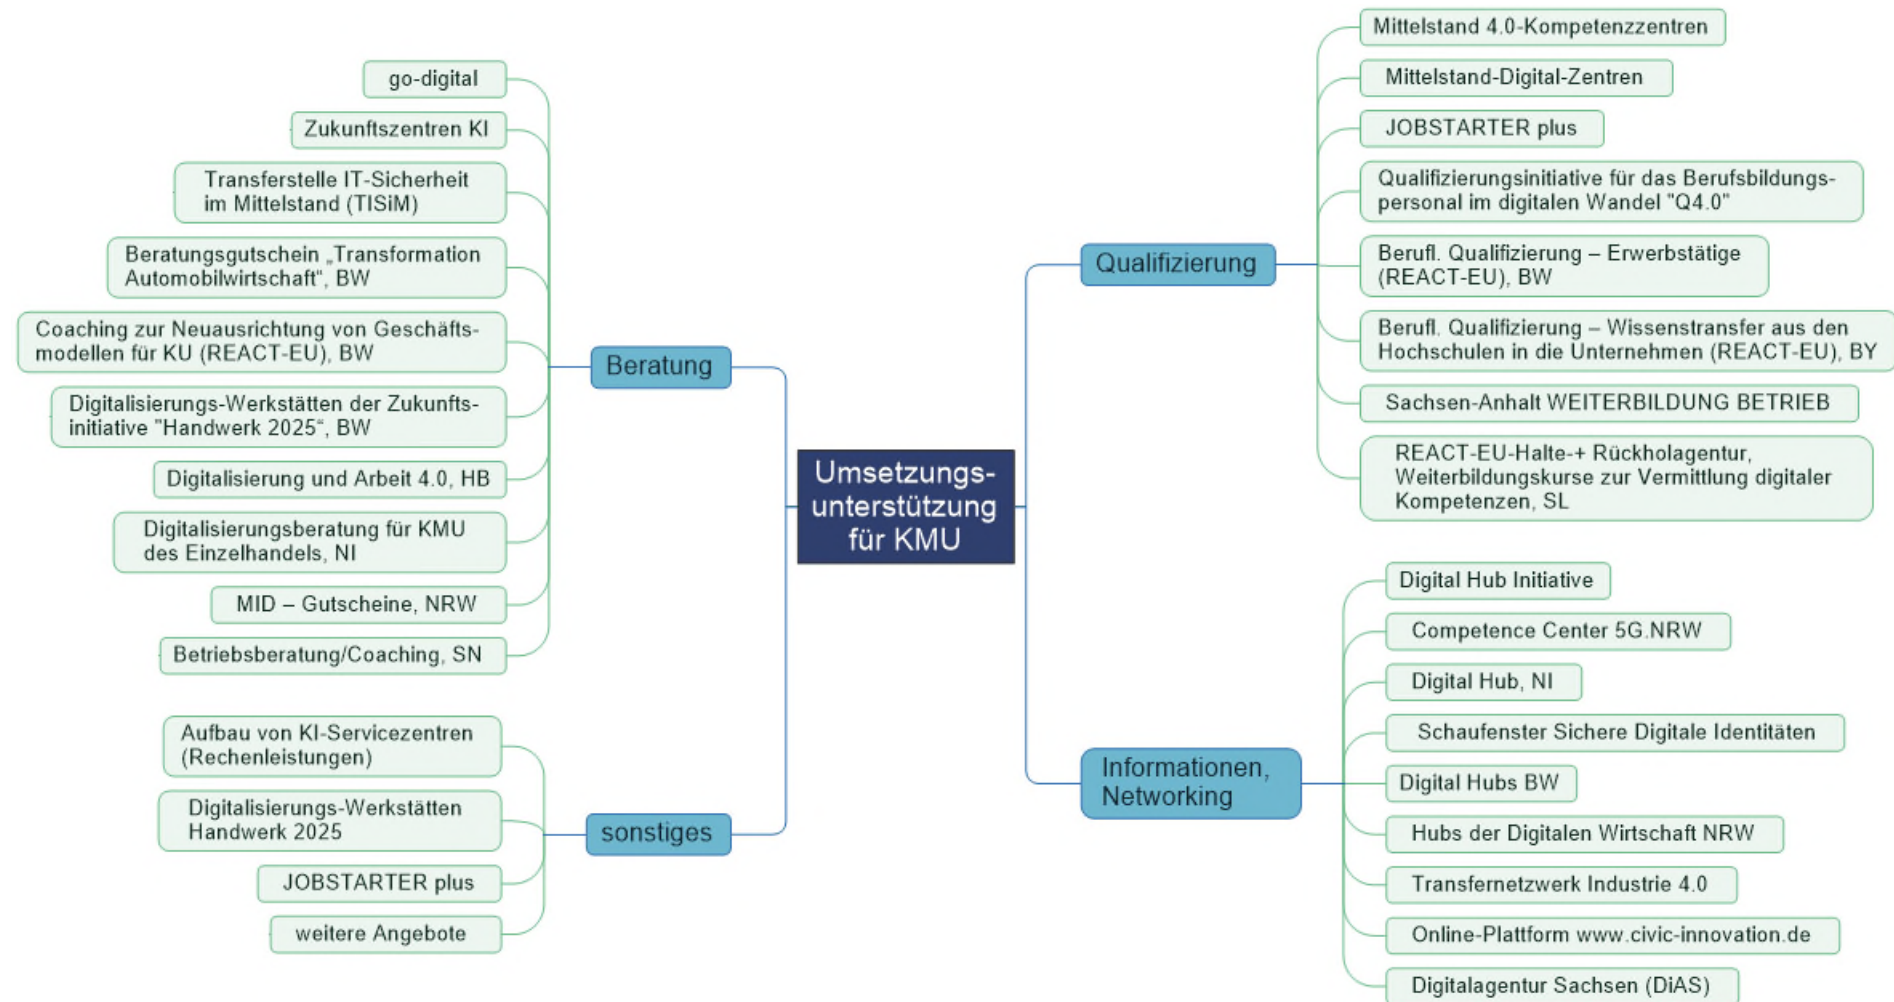 go-digital
Zukunftszentren KI
Transferstelle IT-Sicherheit
im Mittelstand (TISiM)
Beratungsgutschein „Transformation
Automobilwirtschaft“, BW
Coaching zur Neuausrichtung von Geschäfts-
modellen für KU (REACT-EU), BW
Digitalisierungs-Werkstätten der Zukunfts-
initiative "Handwerk 2025“, BW
Digitalisierung und Arbeit 4.0, HB
Digitalisierungsberatung für KMU
des Einzelhandels, NI
MID – Gutscheine, NRW
Betriebsberatung/Coaching, SN
Beratung
Aufbau von KI-Servicezentren
(Rechenleistungen)
Digitalisierungs-Werkstätten
Handwerk 2025
JOBSTARTER plus
weitere Angebote
sonstiges
Umsetzungs-
unterstützung
für KMU
Qualifizierung
Mittelstand 4.0-Kompetenzzentren
Mittelstand-Digital-Zentren
JOBSTARTER plus
Qualifizierungsinitiative für das Berufsbildungs-
personal im digitalen Wandel "Q4.0"
Berufl. Qualifizierung – Erwerbstätige
(REACT-EU), BW
Berufl. Qualifizierung – Wissenstransfer aus den
Hochschulen in die Unternehmen (REACT-EU), BY
Sachsen-Anhalt WEITERBILDUNG BETRIEB
REACT-EU-Halte-+ Rückholagentur,
Weiterbildungskurse zur Vermittlung digitaler
Kompetenzen, SL
Informationen,
Networking
Digital Hub Initiative
Competence Center 5G.NRW
Digital Hub, NI
Schaufenster Sichere Digitale Identitäten
Digital Hubs BW
Hubs der Digitalen Wirtschaft NRW
Transfernetzwerk Industrie 4.0
Online-Plattform www.civic-innovation.de
Digitalagentur Sachsen (DiAS)